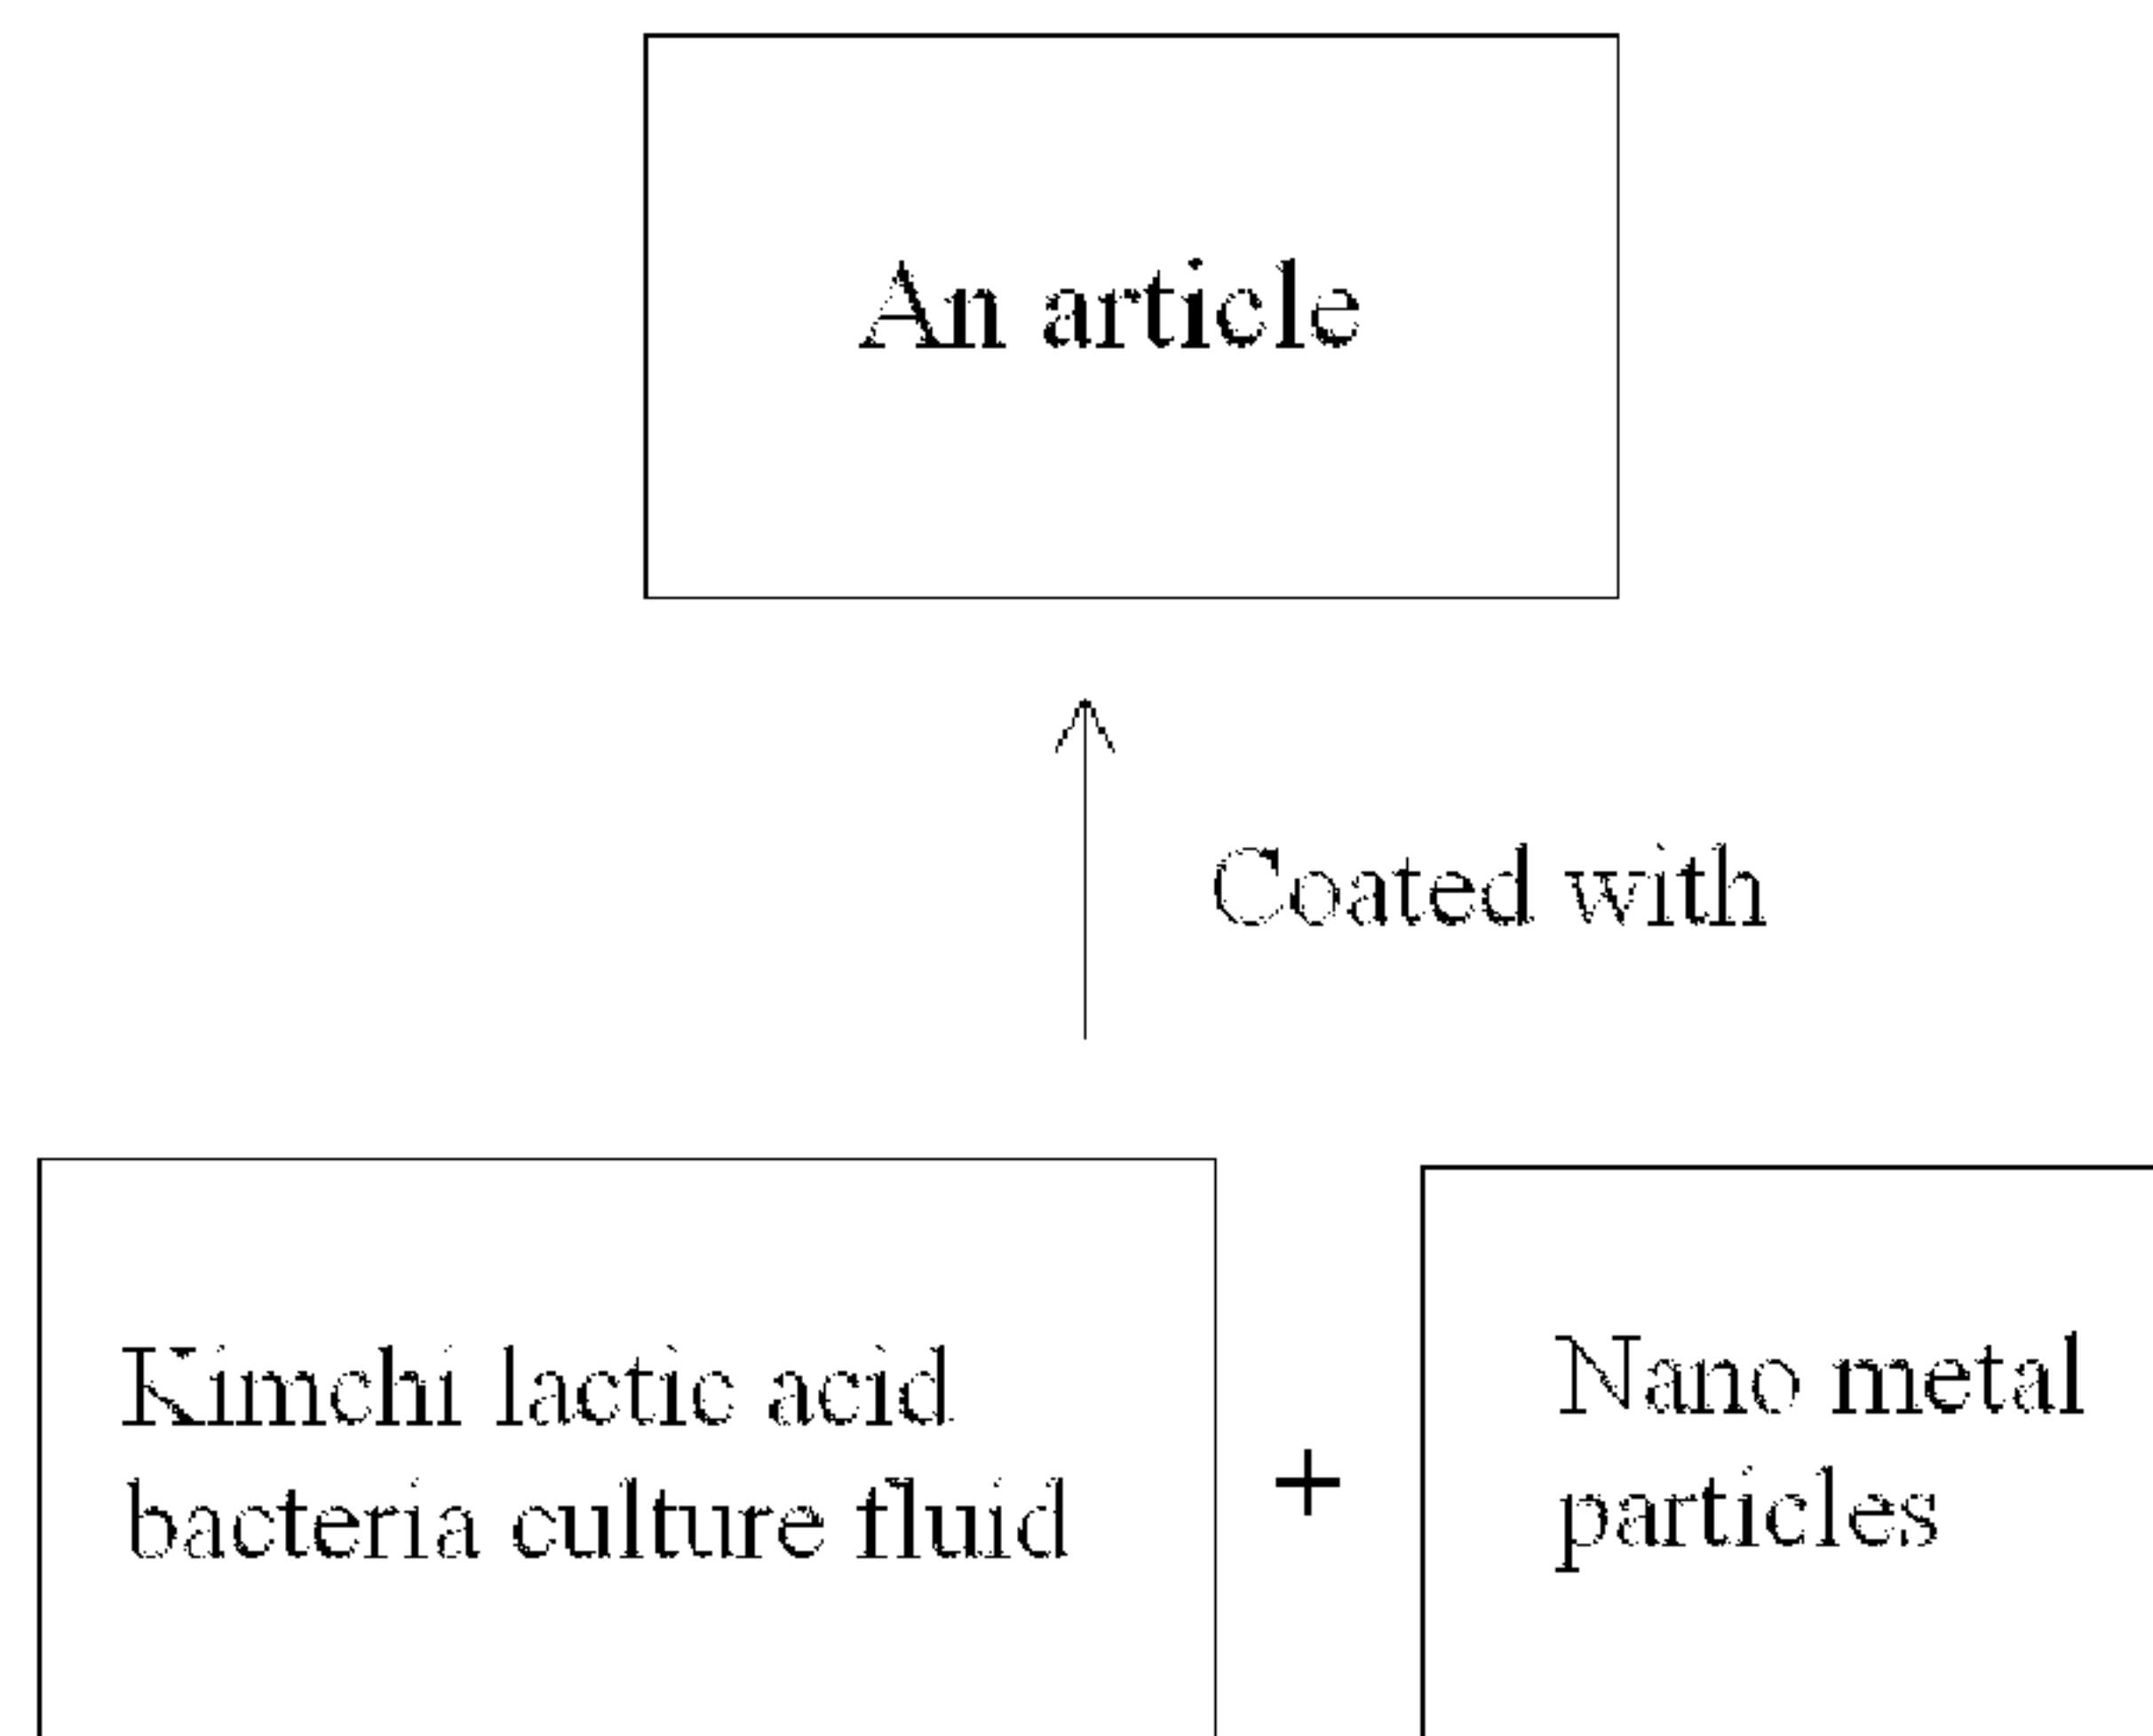 An article
Coated with
Kimchi lactic acid
bacteria culture fluid
+
Nano metal
particles